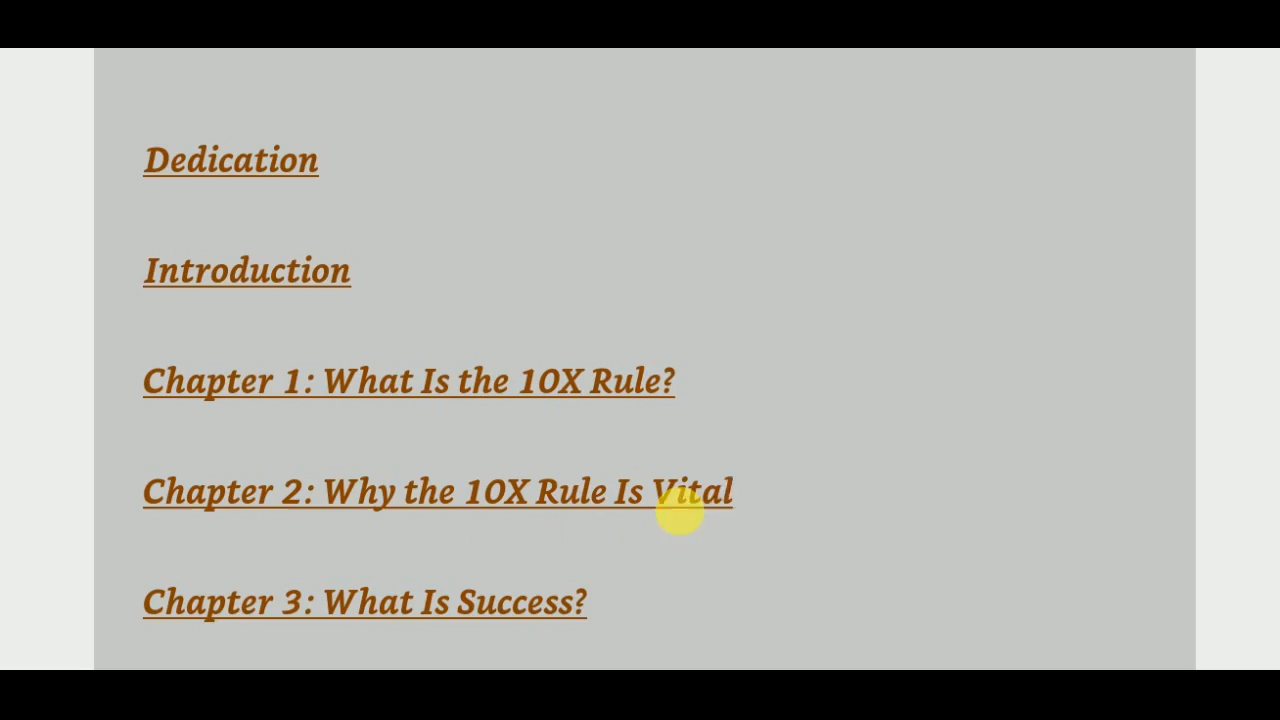 Dedication
Introduction
Chapter 1: What Is the 10X Rule?
Chapter 2: Why the 10X Rule Is Vital
Chapter 3: What Is Success?